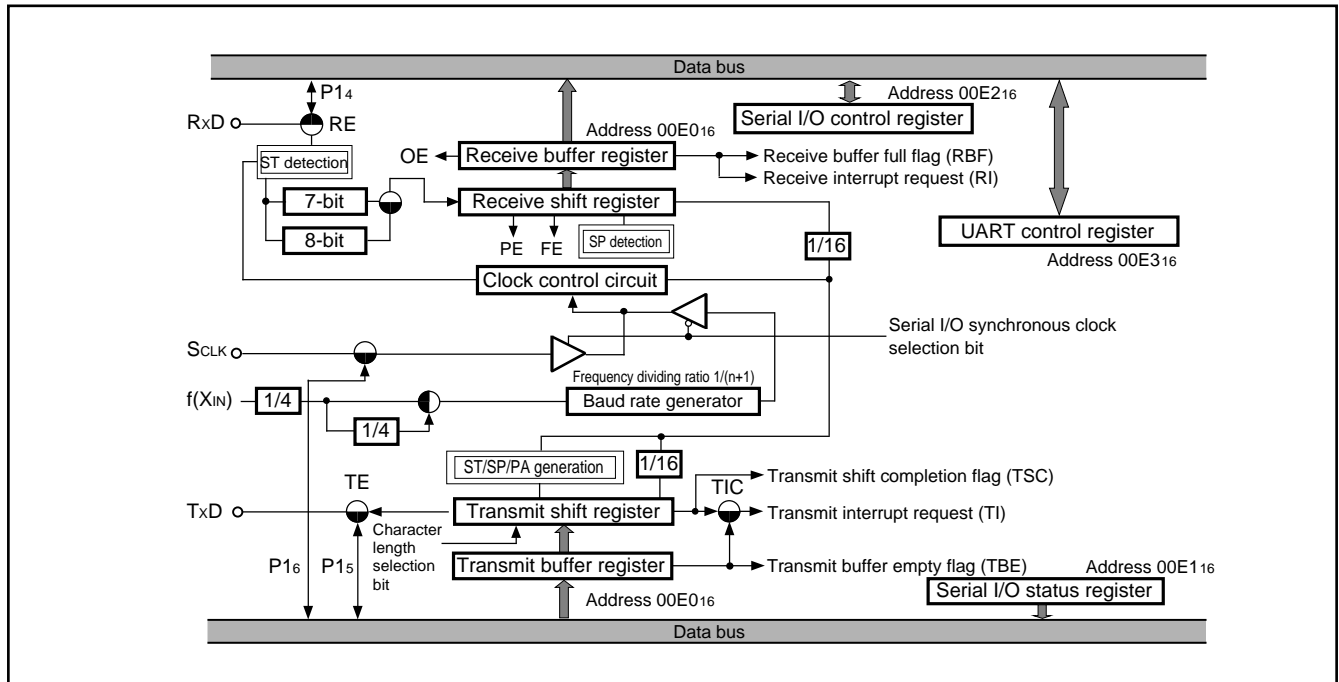 Data bus
P14
Address 00E216
RXD
RE
Serial I/O control register
Address 00E016
ST detection
OE
Receive buffer register
Receive buffer full flag (RBF)
Receive interrupt request (RI)
7-bit
Receive shift register
8-bit
PE
FE
SP detection
1/16
UART control register
Address 00E316
Clock control circuit
Serial I/O synchronous clock
selection bit
SCLK
Frequency dividing ratio 1/(n+1)
f(XIN)
1/4
Baud rate generator
1/4
ST/SP/PA generation
1/16
Transmit shift completion flag (TSC)
TE
TIC
TXD
Transmit shift register
Transmit interrupt request (TI)
Character
length
selection
bit
P16
P15
Transmit buffer register
Transmit buffer empty flag (TBE)
Address 00E116
Serial I/O status register
Address 00E016
Data bus